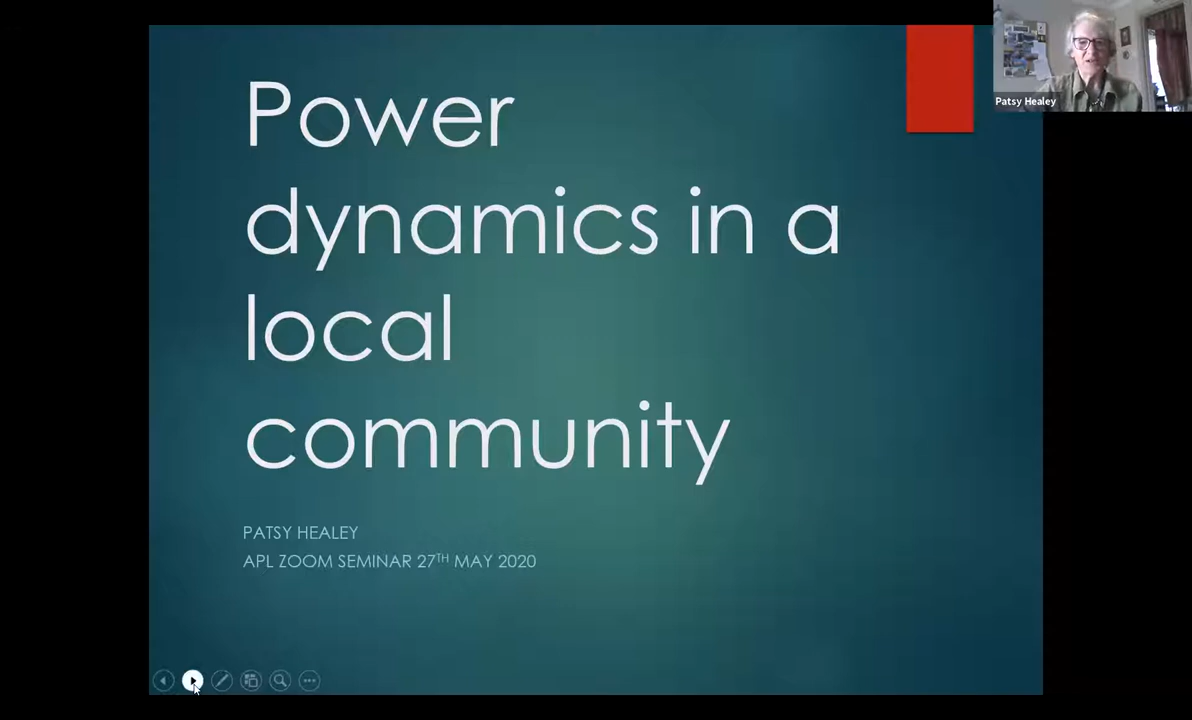 Power
dynamics in a
local
community
PATSY HEALEY
APL ZOOM SEMINAR 27TH MAY 2020
Patsy Healey